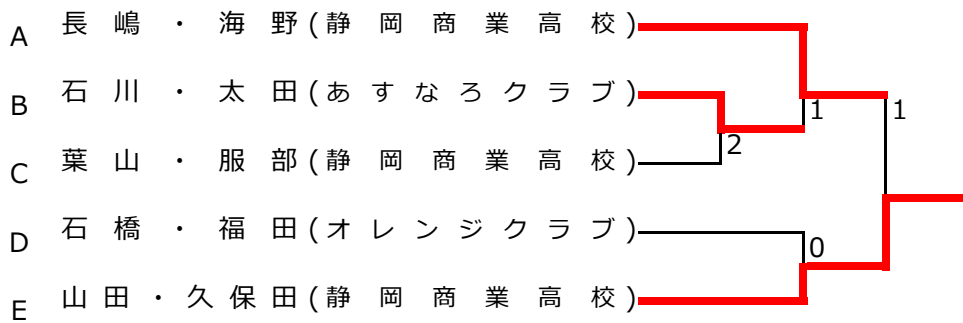 A 長嶋・海野(静岡商業高校)
B 石川・太田(あすなろクラブ)
1 1
2
C 葉山・服部(静岡商業高校)
D 石橋・福田(オレンジクラブ)
0
E 山田・久保田(静岡商業高校)